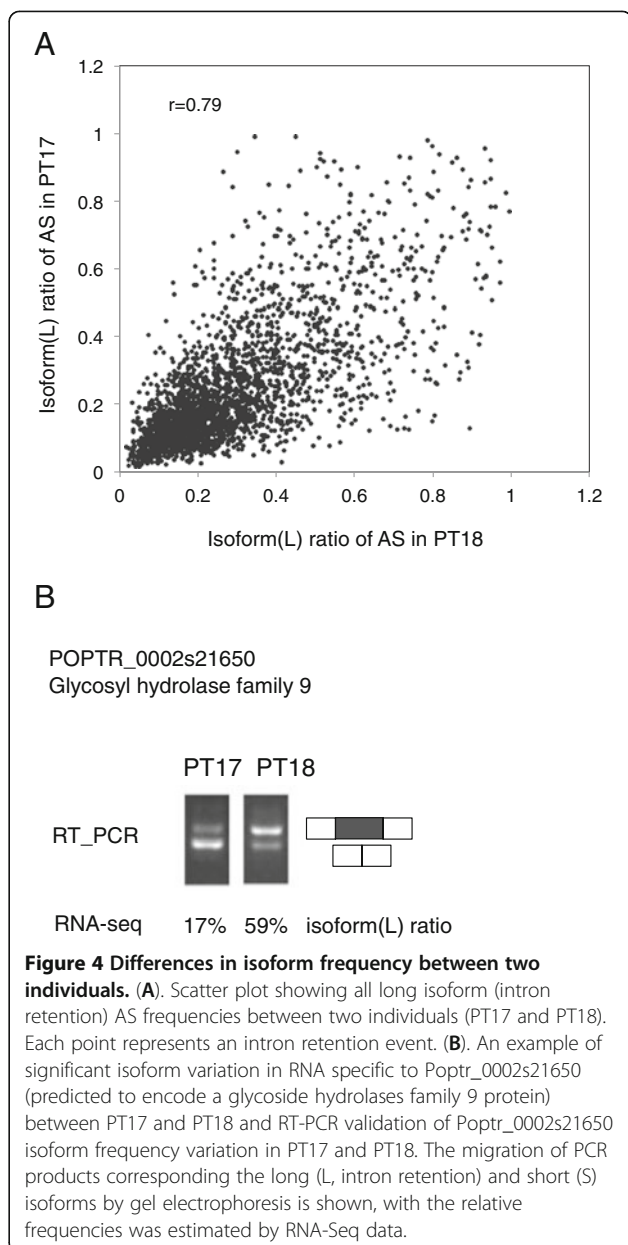 A
1.2
r=0.79
1
0.8
0.6
0.4
0.2
0
Isoform(L) ratio of AS in PT17
0 0.2 0.4 0.6 0.8 1 1.2
Isoform(L) ratio of AS in PT18
B
POPTR_0002s21650
Glycosyl hydrolase family 9
PT17 PT18
RT_PCR
RNA-seq 17% 59% isoform(L) ratio
Figure 4 Differences in isoform frequency between two
individuals. (A). Scatter plot showing all long isoform (intron
retention) AS frequencies between two individuals (PT17 and PT18).
Each point represents an intron retention event. (B). An example of
significant isoform variation in RNA specific to Poptr_0002s21650
(predicted to encode a glycoside hydrolases family 9 protein)
between PT17 and PT18 and RT-PCR validation of Poptr_0002s21650
isoform frequency variation in PT17 and PT18. The migration of PCR
products corresponding the long (L, intron retention) and short (S)
isoforms by gel electrophoresis is shown, with the relative
frequencies was estimated by RNA-Seq data.